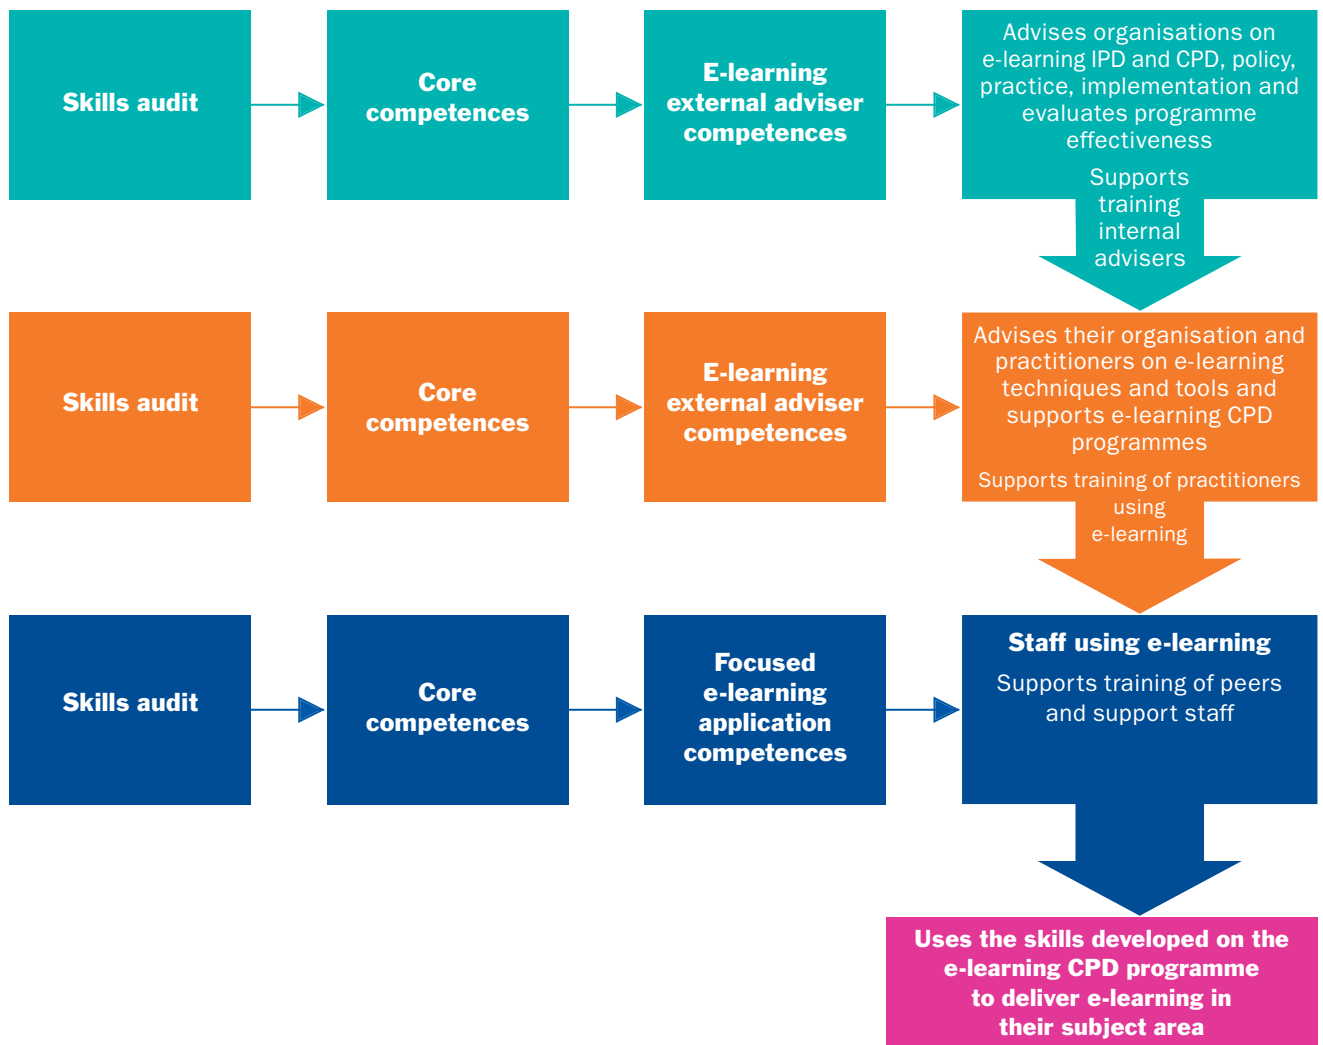 Skills audit
Core
competences
E-learning
external adviser
competences
Advises organisations on
e-learning IPD and CPD, policy,
practice, implementation and
evaluates programme
effectiveness
Supports
training
internal
advisers
Skills audit
Core
competences
E-learning
external adviser
competences
Advises their organisation and
practitioners on e-learning
techniques and tools and
supports e-learning CPD
programmes
Supports training of practitioners
using
e-learning
Skills audit
Core
competences
Focused
e-learning
application
competences
Staff using e-learning
Supports training of peers
and support staff
Uses the skills developed on the
e-learning CPD programme
to deliver e-learning in
their subject area